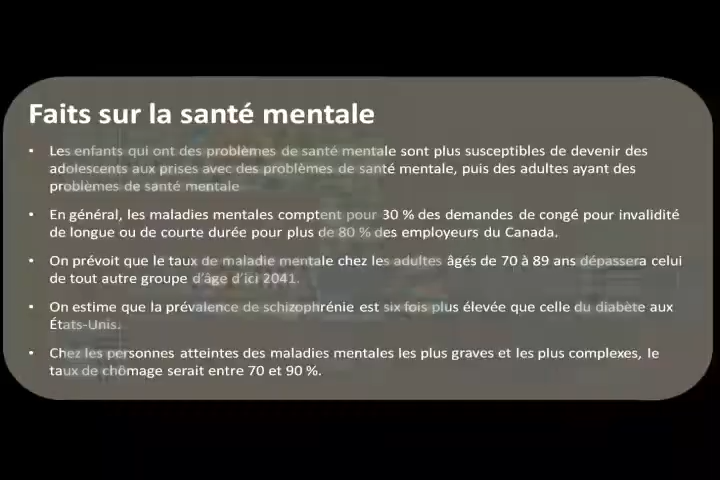 Faits sur la santé mentale
• Les enfants qui ont des problèmes de santé mentale sont plus susceptibles de devenir des
adolescents aux prises avec des problèmes de santé mentale, puis des adultes ayant des
problèmes de santé mentale
• En général, les maladies mentales comptent pour 30 % des demandes de congé pour invalidité
de longue ou de courte durée pour plus de 80 % des employeurs du Canada.
• On prévoit que le taux de maladie mentale chez les adultes âgés de 70 à 89 ans dépassera celui
de tout autre groupe d'âge d'ici 2041.
• On estime que la prévalence de schizophrénie est six fois plus élevée que celle du diabète aux
États-Unis.
• Chez les personnes atteintes des maladies mentales les plus graves et les plus complexes, le
taux de chômage serait entre 70 et 90 %.